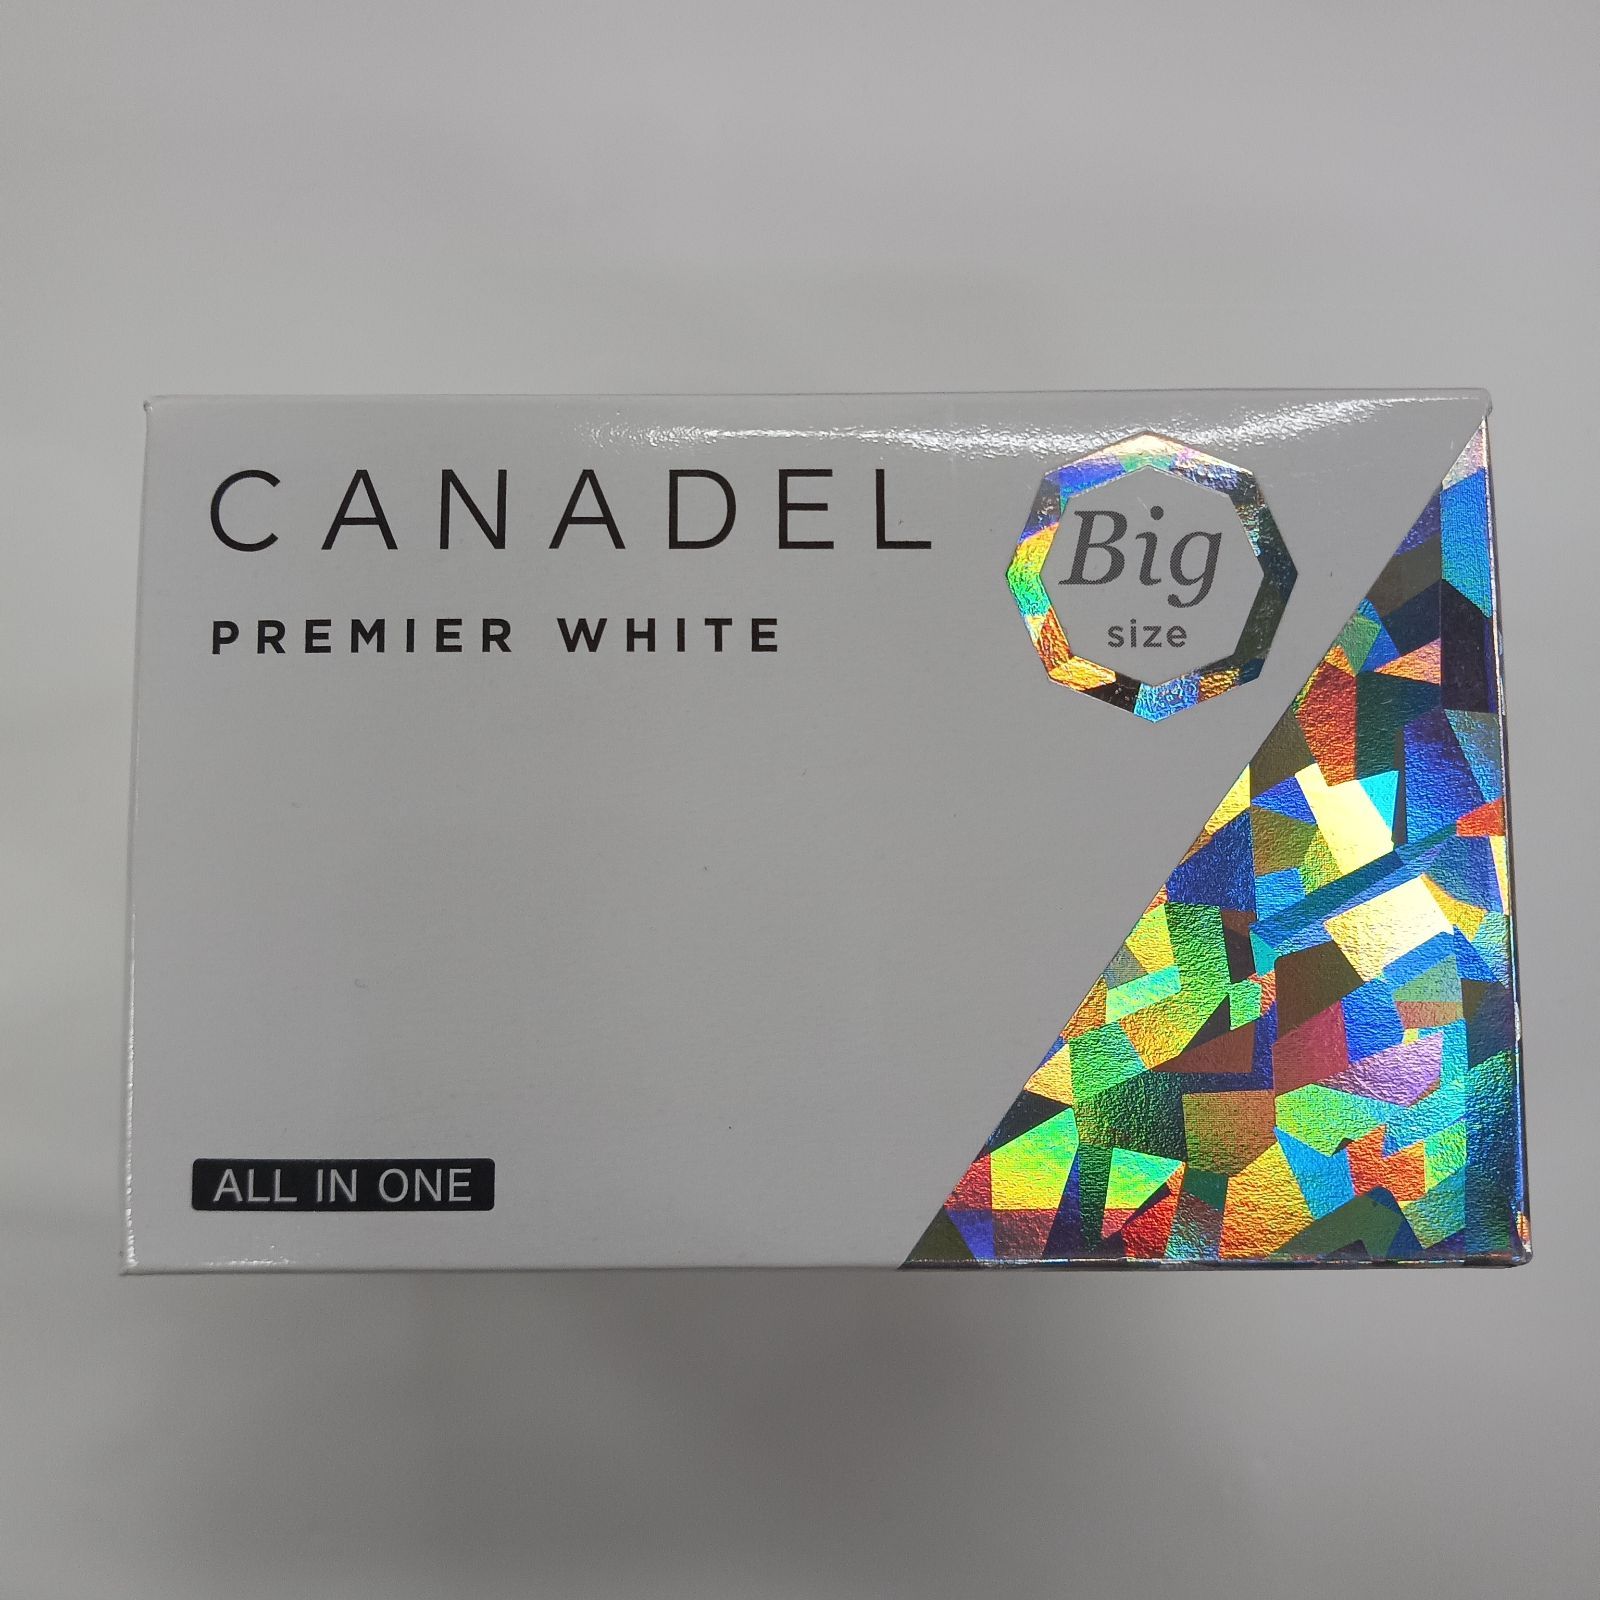 CANADEL
PREMIER WHITE
Big
size
ALL IN ONE